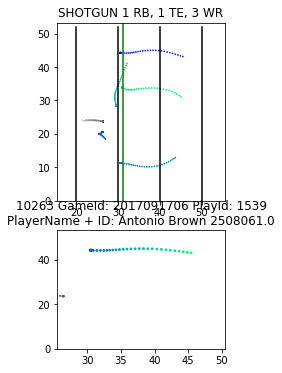 SHOTGUN 1 RB, 1 TE, 3 WR
50
40
30
20
10
0
20 30 40 50
10263 GameId: 2017091706 PlayId: 1539
PlayerName + ID: Antonio Brown 2508061.0
40
20
0
30 35 40 45 50